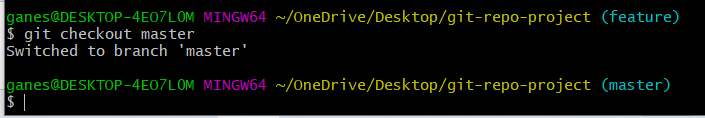 ganes@DESKTOP-4EO7LOM MINGW64 ~/OneDrive/Desktop/git-repo-project (feature)
$ git checkout master
Switched to branch 'master'
ganes@DESKTOP-4EO7LOM MINGW64 ~/OneDrive/Desktop/git-repo-project (master)
$